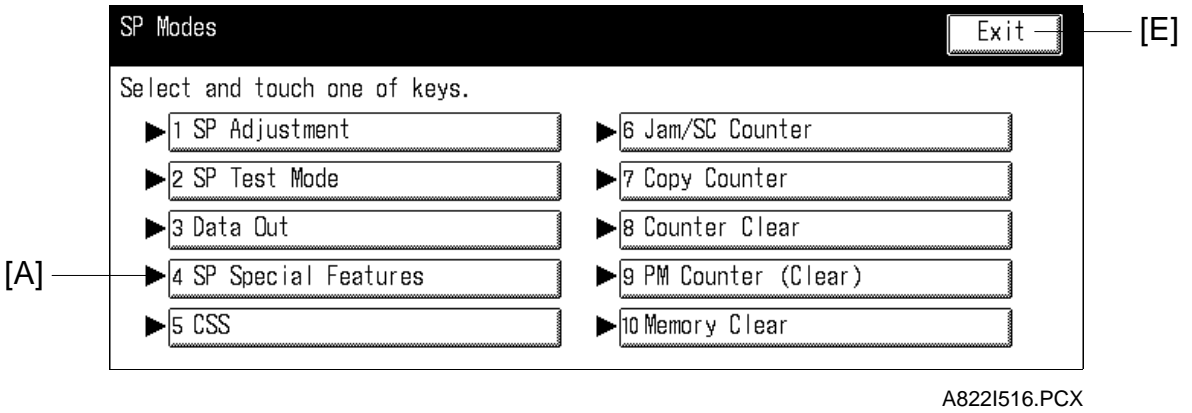 SP Modes
Exit
[E]
Select and touch one of keys.
1 SP Adjustment
2 SP Test Mode
3 Data Out
[A]
4 SP Special Features
5 CSS
6 Jam/SC Counter
7 Copy Counter
8 Counter Clear
9 PM Counter (Clear)
10 Memory Clear
A822I516.PCX